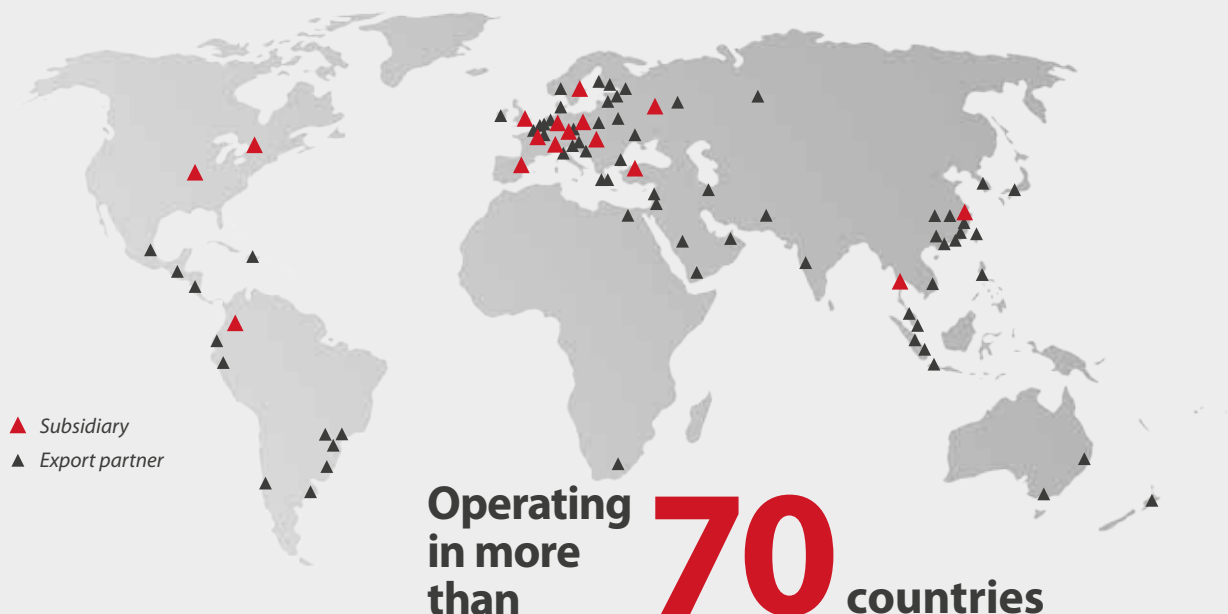 Subsidiary
Export partner
Operating
in more
than
70
countries